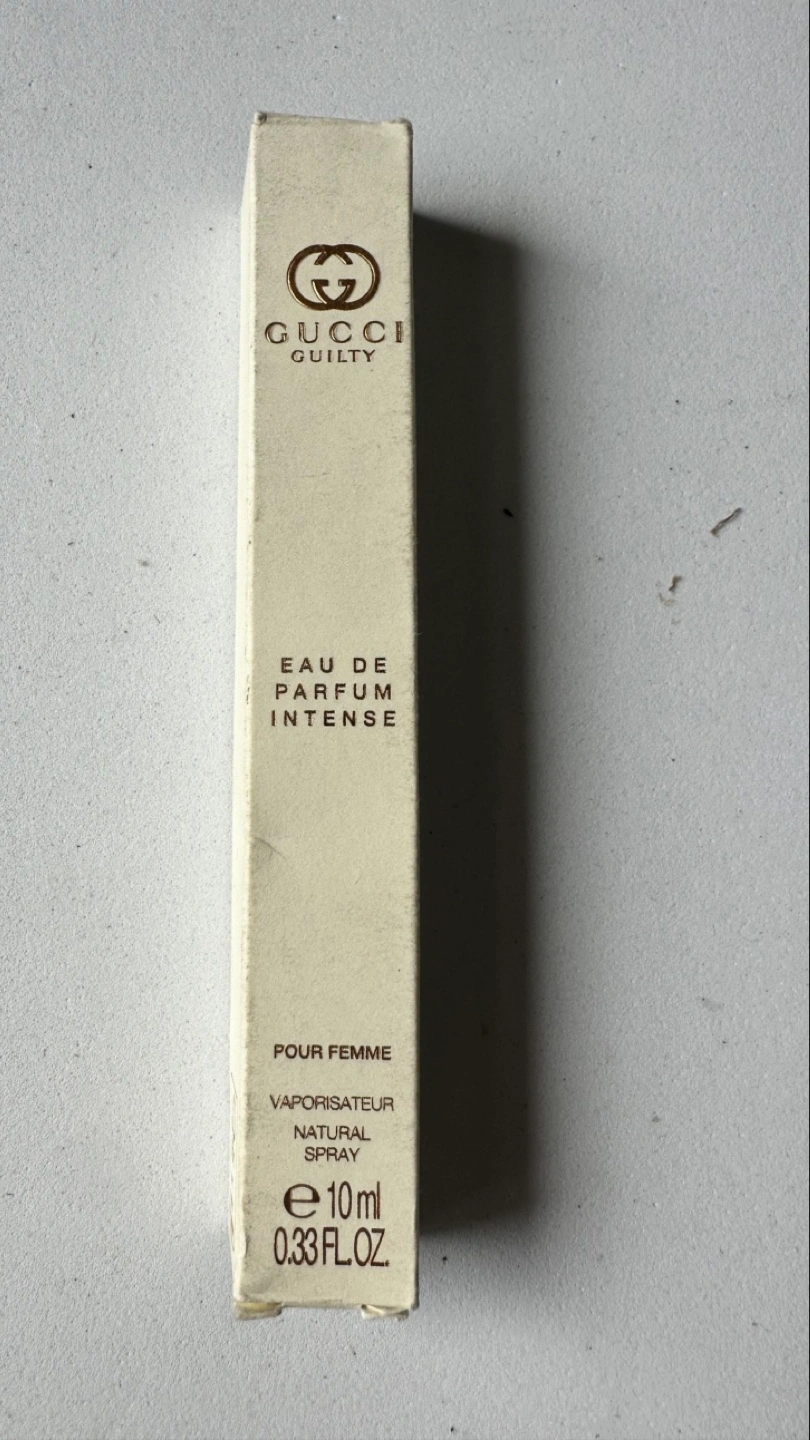 GUCCI
GUILTY
EAU DE
PARFUM
INTENSE
POUR FEMME
VAPORISATEUR
NATURAL
SPRAY
℮ 10 ml
0.33 FL.OZ.